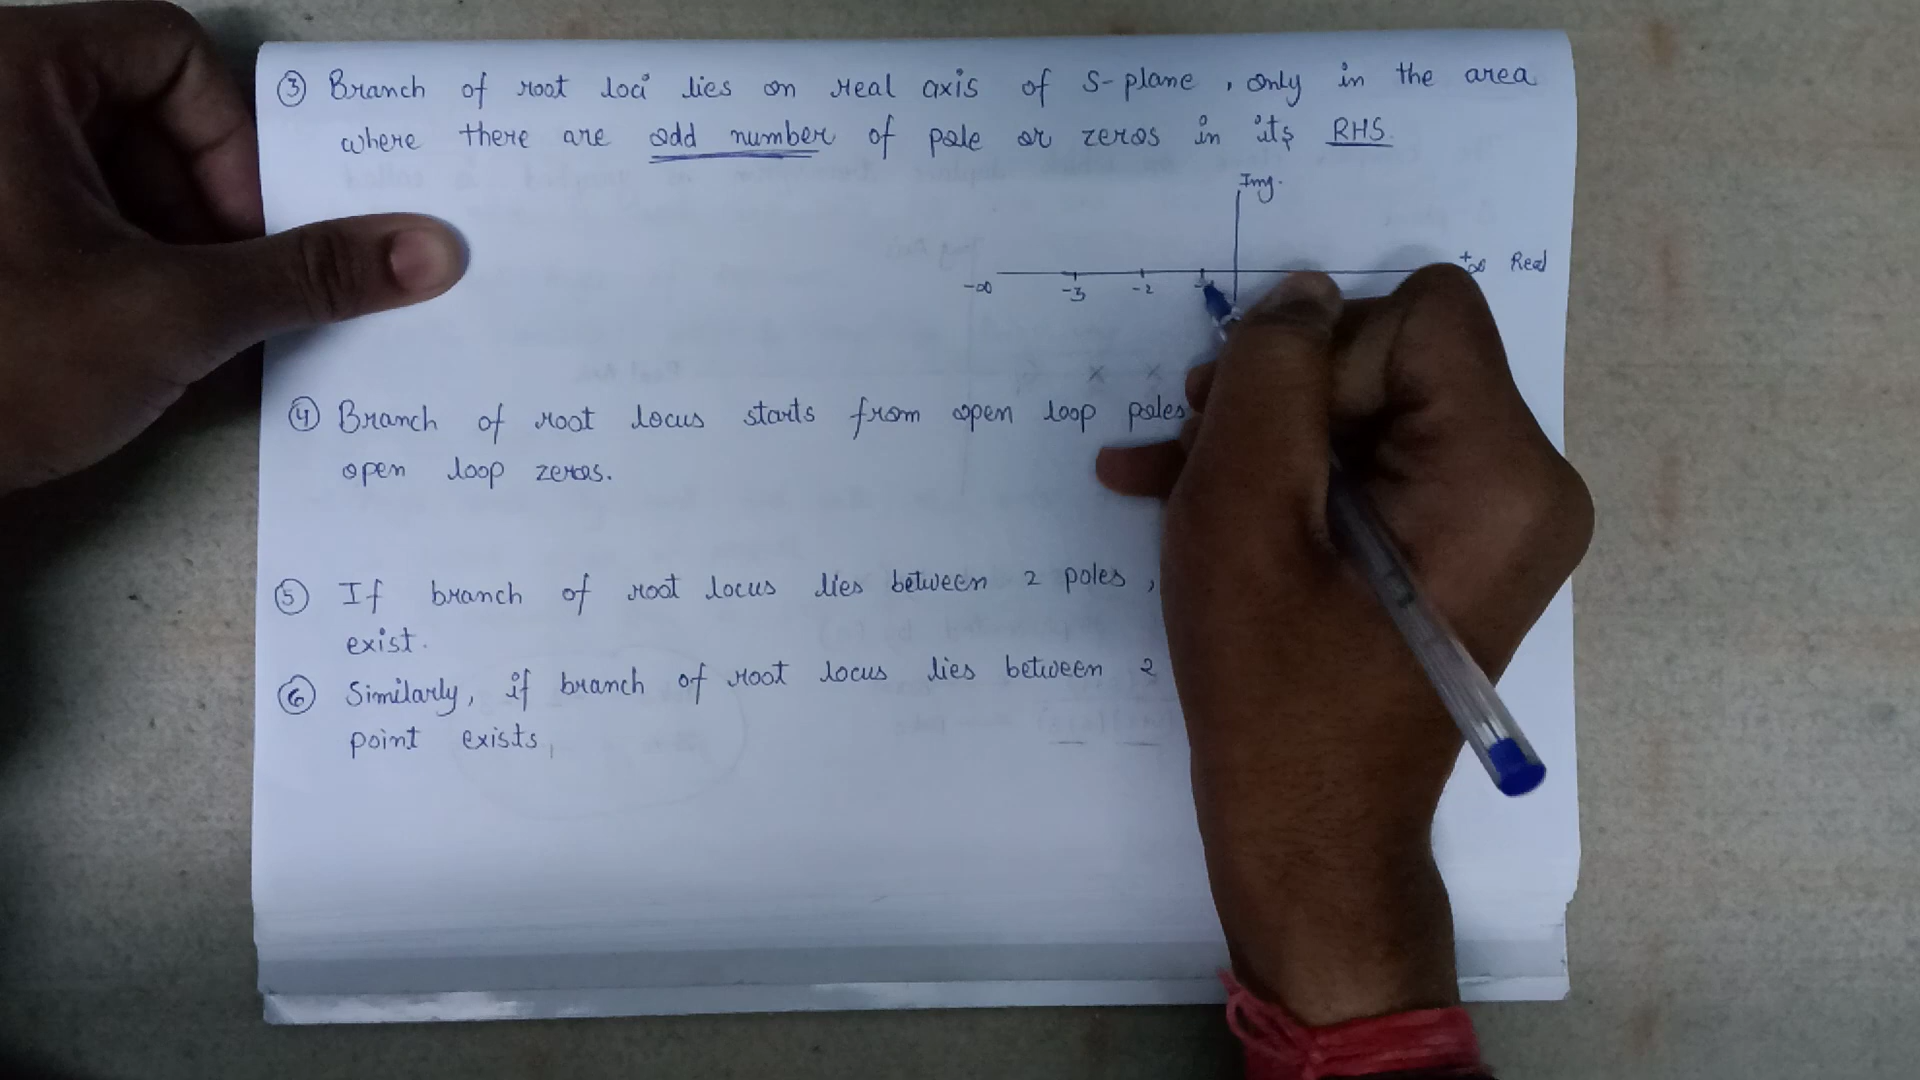 ③ Branch of root loci lies on real axis of S-plane, only in the area
where there are odd number of pole or zeros in its RHS.
Img.
-∞ -3 -2 +∞ Real
× ×
④ Branch of root locus starts from open loop poles
open loop zeros.
⑤ If branch of root locus lies between 2 poles,
exist.
⑥ Similarly, if branch of root locus lies between 2
point exists,